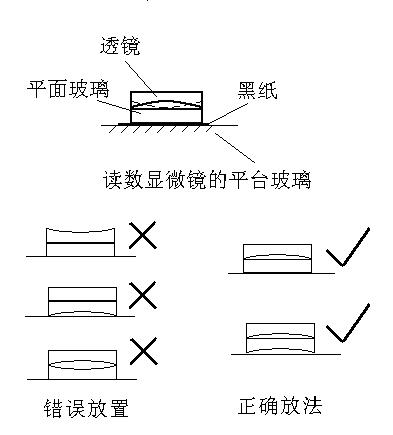 透镜
平面玻璃
黑纸
读数显微镜的平台玻璃
错误放置
正确放法